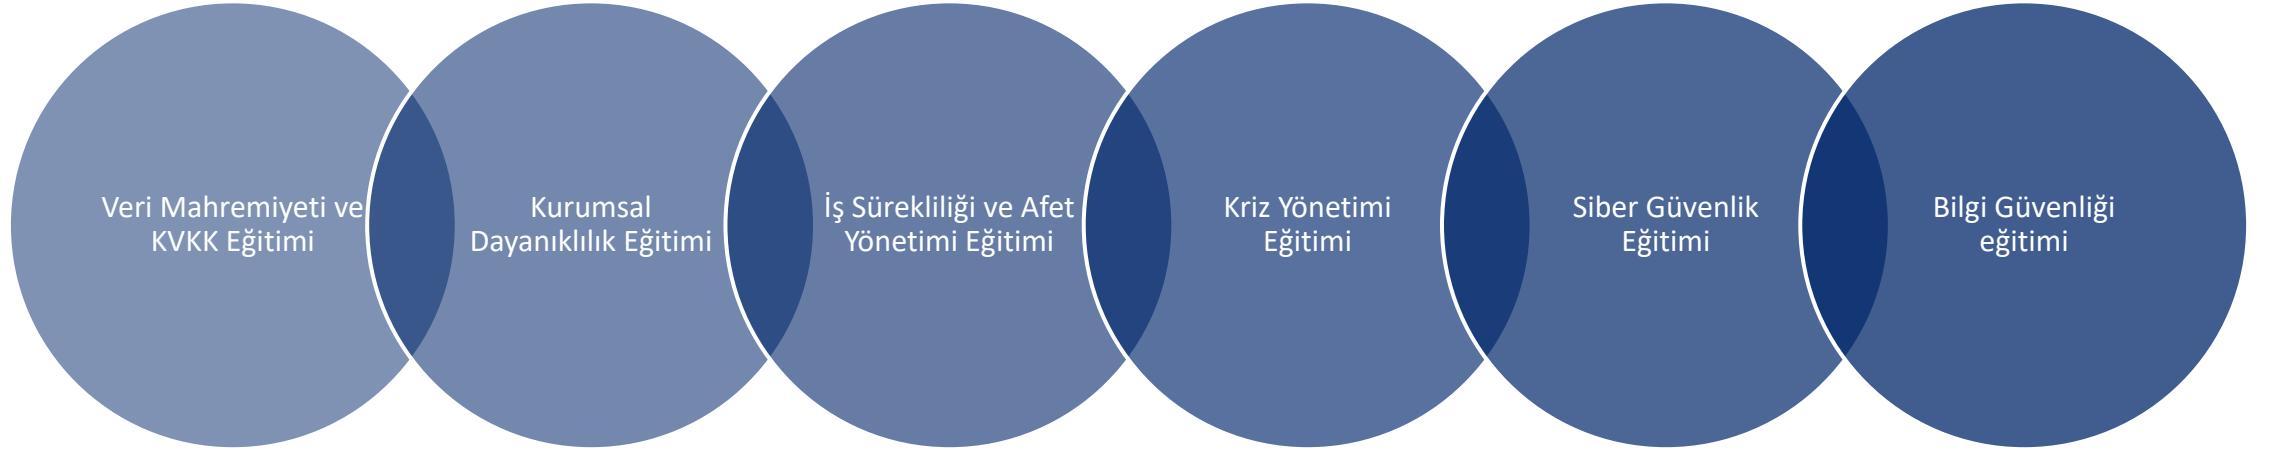 Veri Mahremiyeti ve
KVKK Eğitimi
Kurumsal
Dayanıklılık Eğitimi
İş Sürekliliği ve Afet
Yönetimi Eğitimi
Kriz Yönetimi
Eğitimi
Siber Güvenlik
Eğitimi
Bilgi Güvenliği
eğitimi